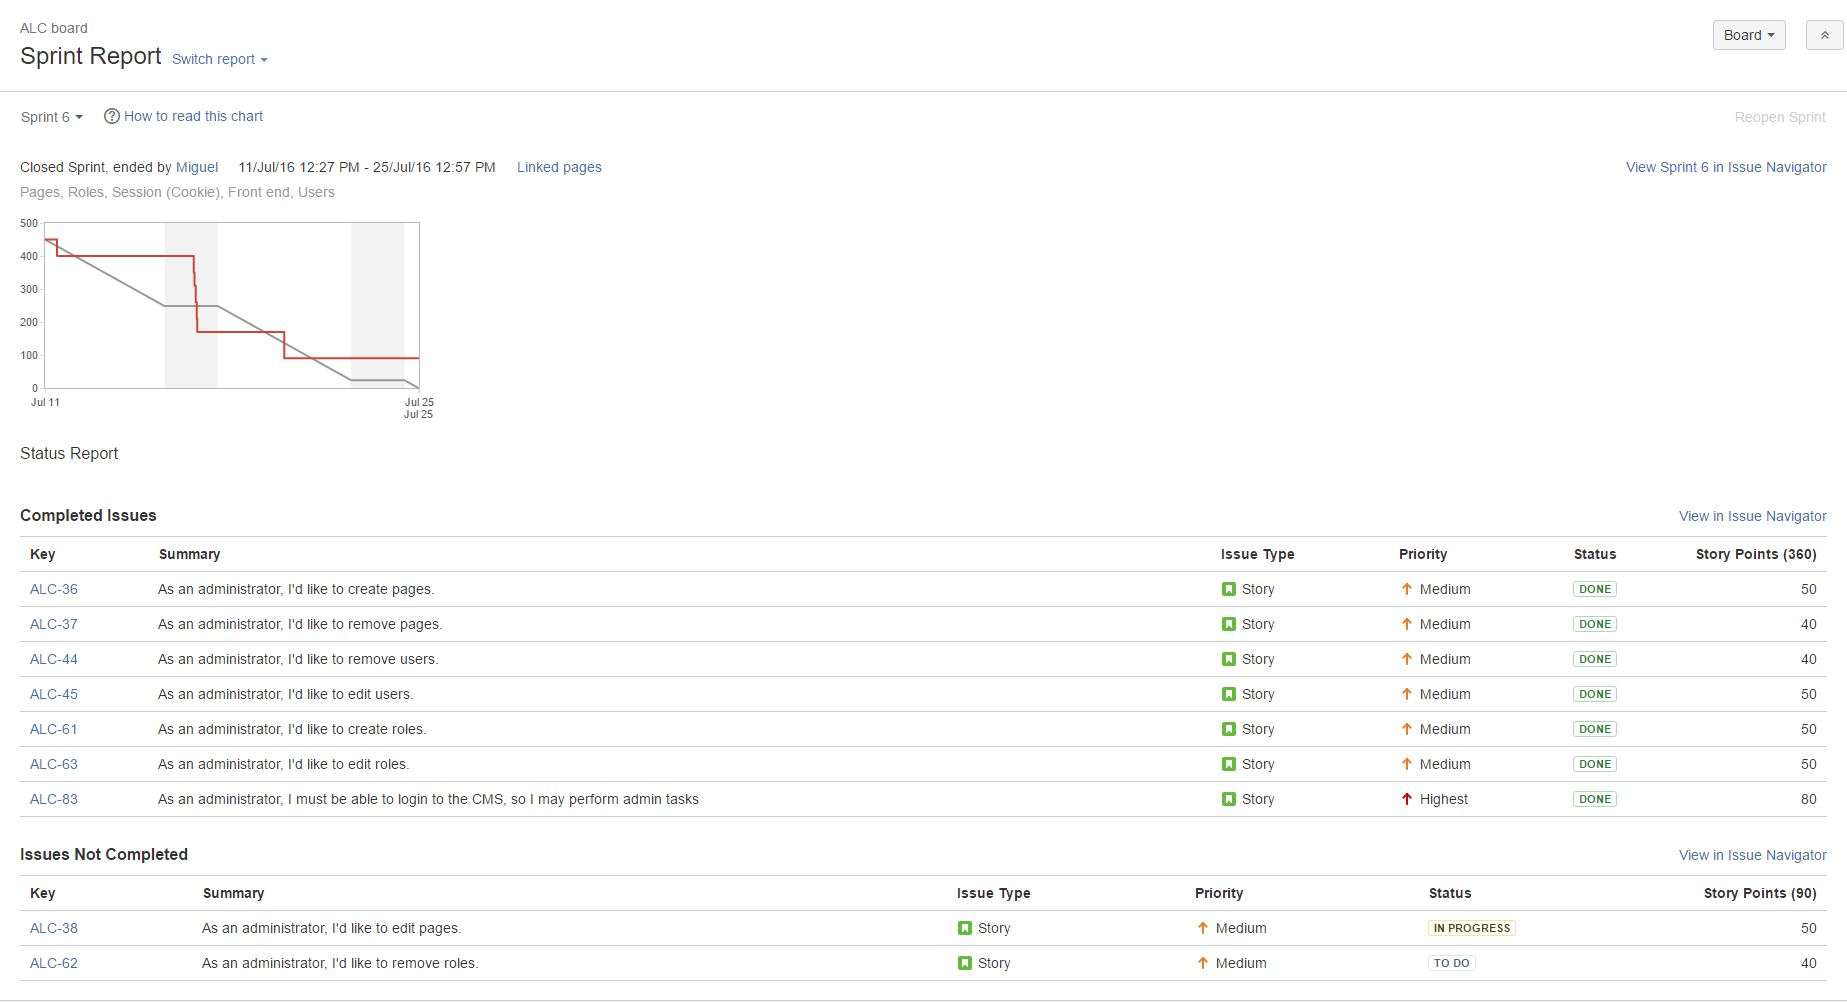 ALC board
Sprint Report Switch report
Board
Sprint 6 ? How to read this chart
Reopen Sprint
Closed Sprint, ended by Miguel 11/Jul/16 12:27 PM - 25/Jul/16 12:57 PM Linked pages
View Sprint 6 in Issue Navigator
Pages, Roles, Session (Cookie), Front end, Users
500
400
300
200
100
0
Jul 11 Jul 25
Jul 25
Status Report
Completed Issues View in Issue Navigator
Key Summary Issue Type Priority Status Story Points (360)
ALC-36 As an administrator, I'd like to create pages. Story Medium DONE 50
ALC-37 As an administrator, I'd like to remove pages. Story Medium DONE 40
ALC-44 As an administrator, I'd like to remove users. Story Medium DONE 40
ALC-45 As an administrator, I'd like to edit users. Story Medium DONE 50
ALC-61 As an administrator, I'd like to create roles. Story Medium DONE 50
ALC-63 As an administrator, I'd like to edit roles. Story Medium DONE 50
ALC-83 As an administrator, I must be able to login to the CMS, so I may perform admin tasks Story Highest DONE 80
Issues Not Completed View in Issue Navigator
Key Summary Issue Type Priority Status Story Points (90)
ALC-38 As an administrator, I'd like to edit pages. Story Medium IN PROGRESS 50
ALC-62 As an administrator, I'd like to remove roles. Story Medium TO DO 40